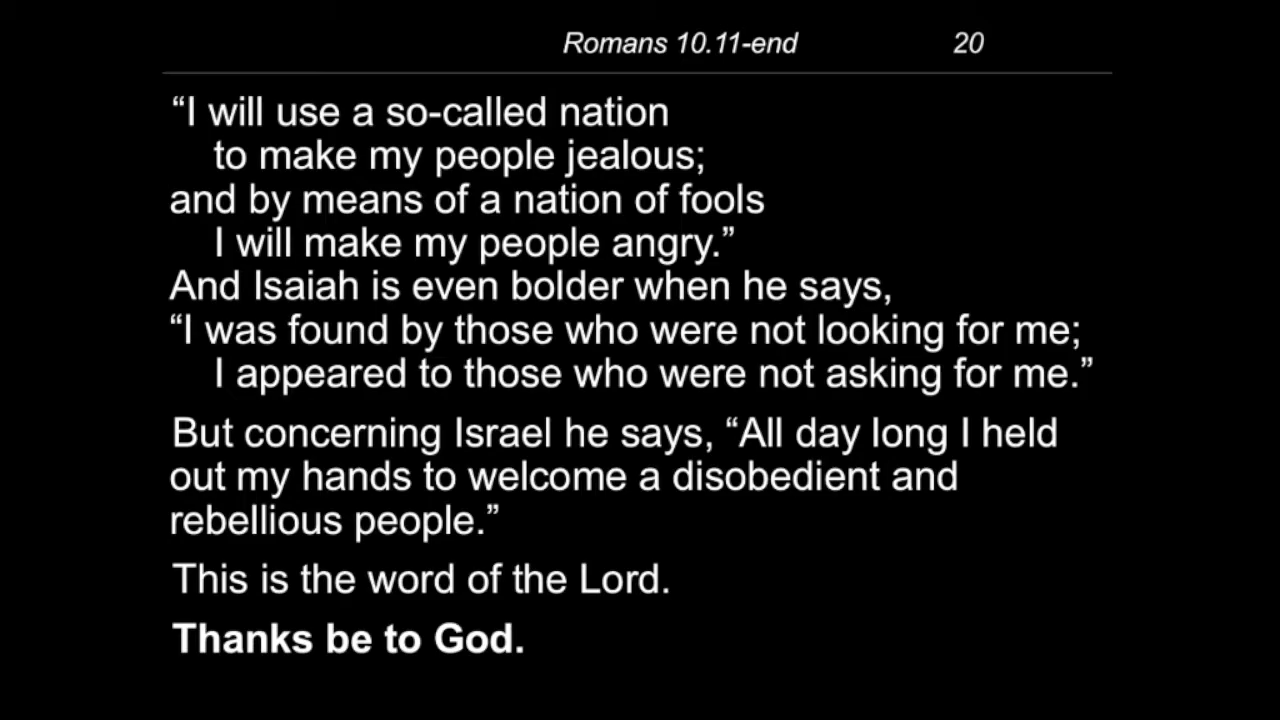 Romans 10.11-end 20
“I will use a so-called nation
to make my people jealous;
and by means of a nation of fools
I will make my people angry.”
And Isaiah is even bolder when he says,
“I was found by those who were not looking for me;
I appeared to those who were not asking for me.”
But concerning Israel he says, “All day long I held
out my hands to welcome a disobedient and
rebellious people.”
This is the word of the Lord.
Thanks be to God.